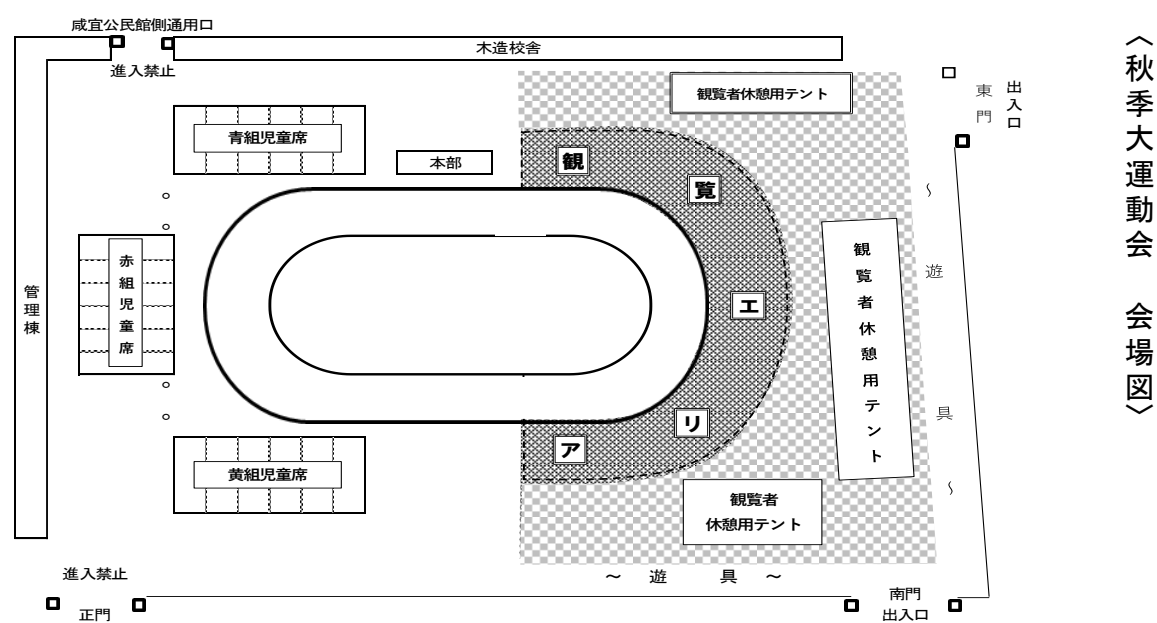 〈秋季大運動会　会場図〉
咸宜公民館側通用口
進入禁止
木造校舎
観覧者休憩用テント
東門
出入口
青組児童席
本部
観
覧
エ
リ
ア
管理棟
赤組児童席
観覧者休憩用テント
～遊具～
黄組児童席
観覧者
休憩用テント
～　遊　具　～
進入禁止
正門
南門
出入口